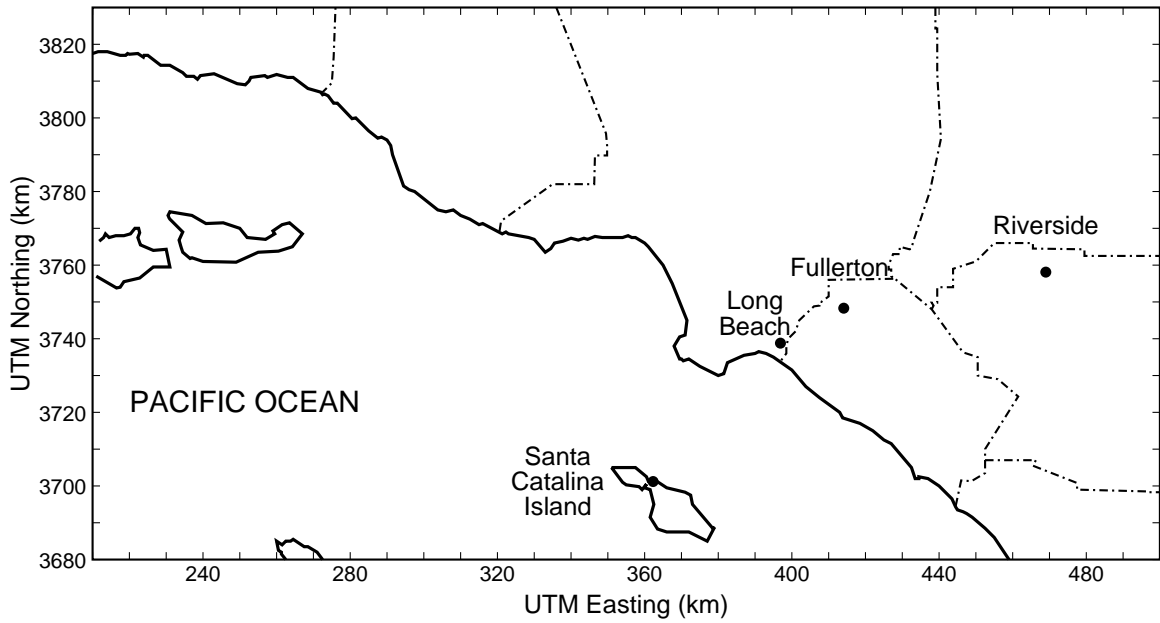 UTM Northing (km)
3820
3800
3780
3760
3740
3720
3700
3680
Riverside
Fullerton
Long
Beach
PACIFIC OCEAN
Santa
Catalina
Island
240
280
320
360
400
440
480
UTM Easting (km)